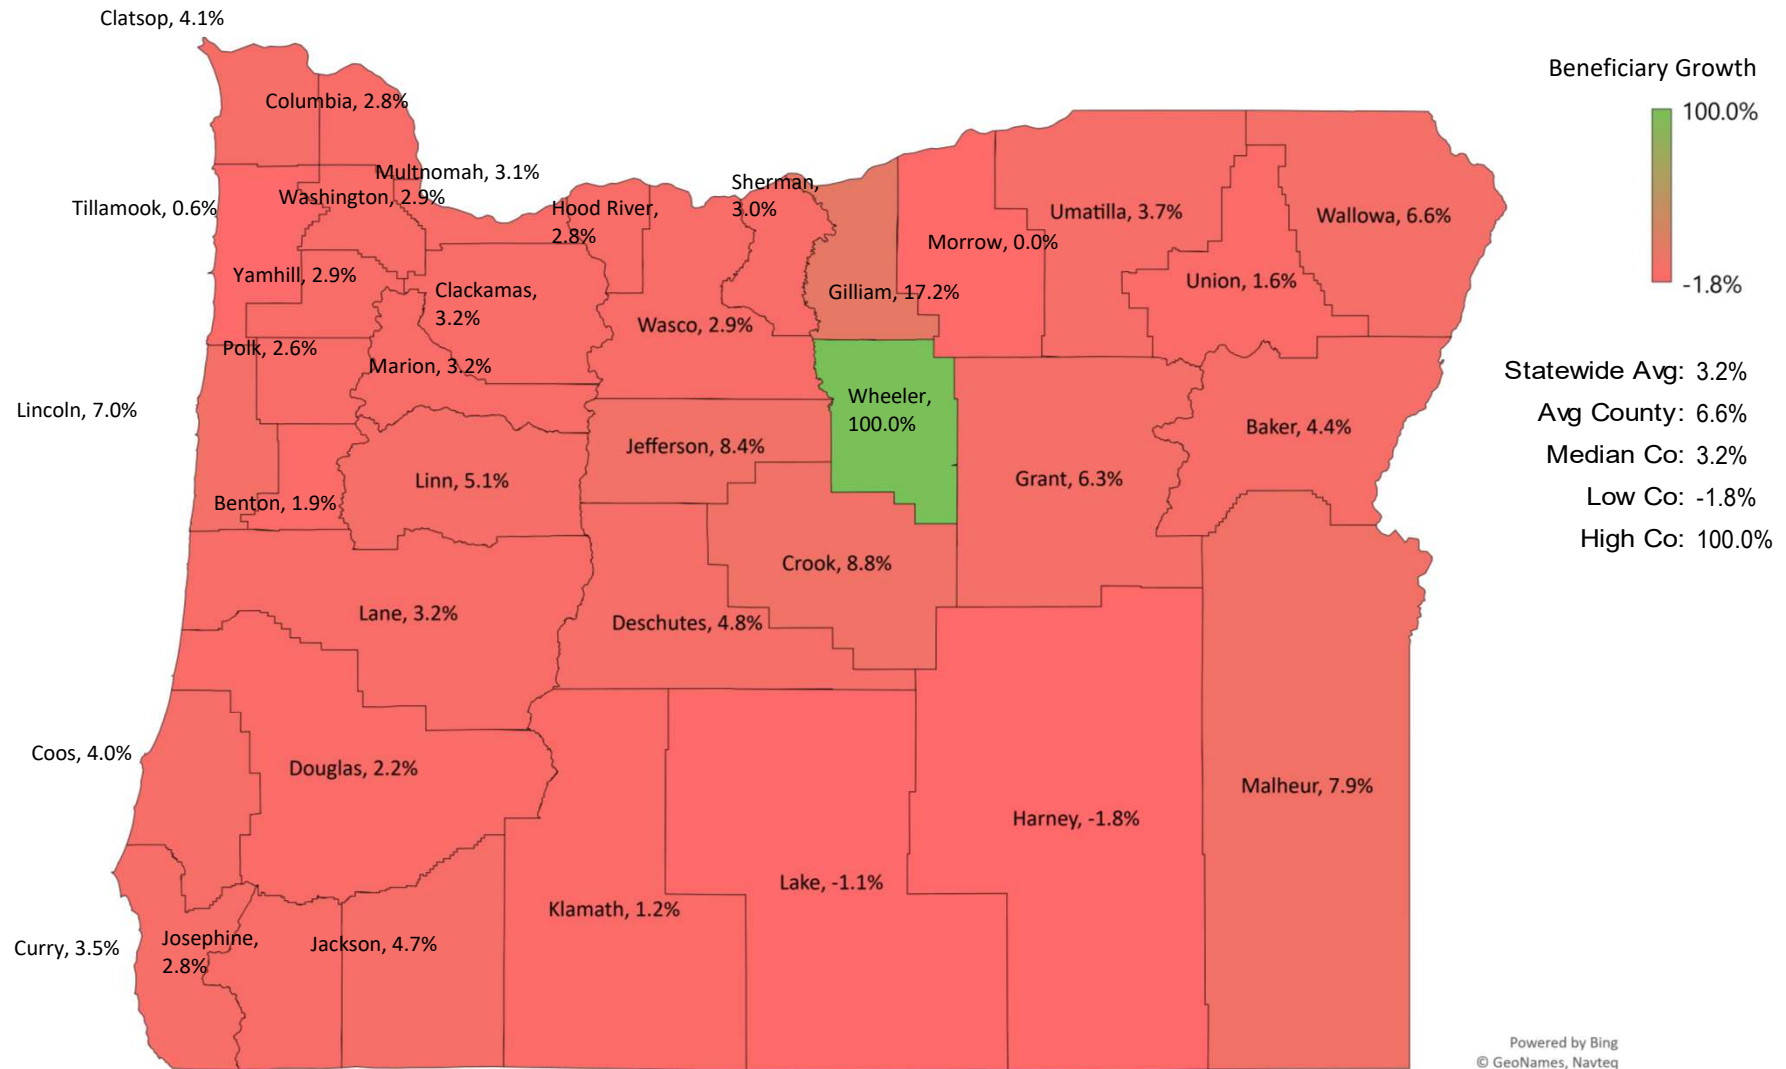 Clatsop, 4.1%
Beneficiary Growth
Columbia, 2.8%
100.0%
Multnomah, 3.1%
Washington, 2.9%
Tillamook, 0.6%
Hood River,
2.8%
Sherman,
3.0%
Umatilla, 3.7%
Wallowa, 6.6%
Morrow, 0.0%
Yamhill, 2.9%
Clackamas,
3.2%
Gilliam, 17.2%
Union, 1.6%
-1.8%
Wasco, 2.9%
Polk, 2.6%
Marion, 3.2%
Statewide Avg: 3.2%
Avg County: 6.6%
Median Co: 3.2%
Low Co: -1.8%
High Co: 100.0%
Lincoln, 7.0%
Wheeler,
100.0%
Baker, 4.4%
Jefferson, 8.4%
Linn, 5.1%
Grant, 6.3%
Benton, 1.9%
Crook, 8.8%
Lane, 3.2%
Deschutes, 4.8%
Coos, 4.0%
Douglas, 2.2%
Malheur, 7.9%
Harney, -1.8%
Lake, -1.1%
Klamath, 1.2%
Curry, 3.5%
Josephine,
2.8%
Jackson, 4.7%
Powered by Bing
© GeoNames, Navteq